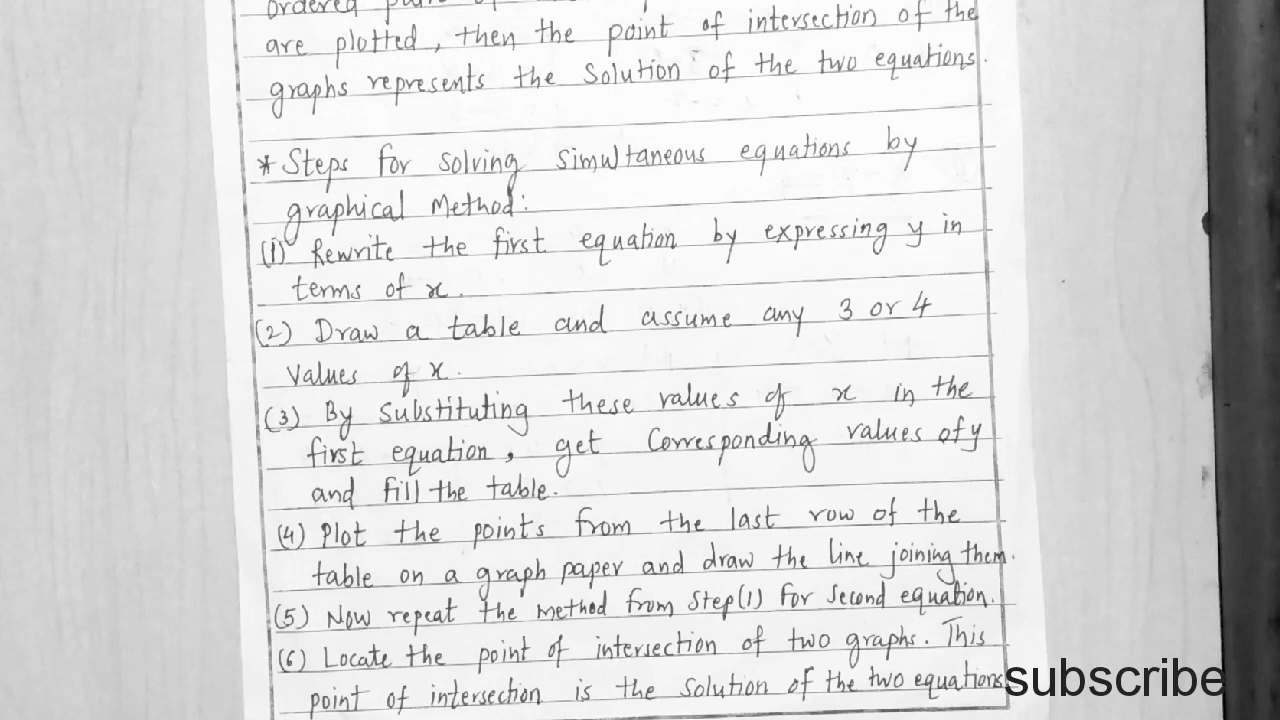 ordered
are plotted, then the point of intersection of the
graphs represents the Solution of the two equations.
* Steps for solving simultaneous equations by
graphical Method:
(1) Rewrite the first equation by expressing y in
terms of x.
(2) Draw a table and assume any 3 or 4
values of x.
(3) By substituting these values of x in the
first equation, get Corresponding values of y
and fill the table.
(4) Plot the points from the last row of the
table on a graph paper and draw the line joining them.
(5) Now repeat the method from Step(1) for second equation.
(6) Locate the point of intersection of two graphs. This
point of intersection is the solution of the two equations.
subscribe